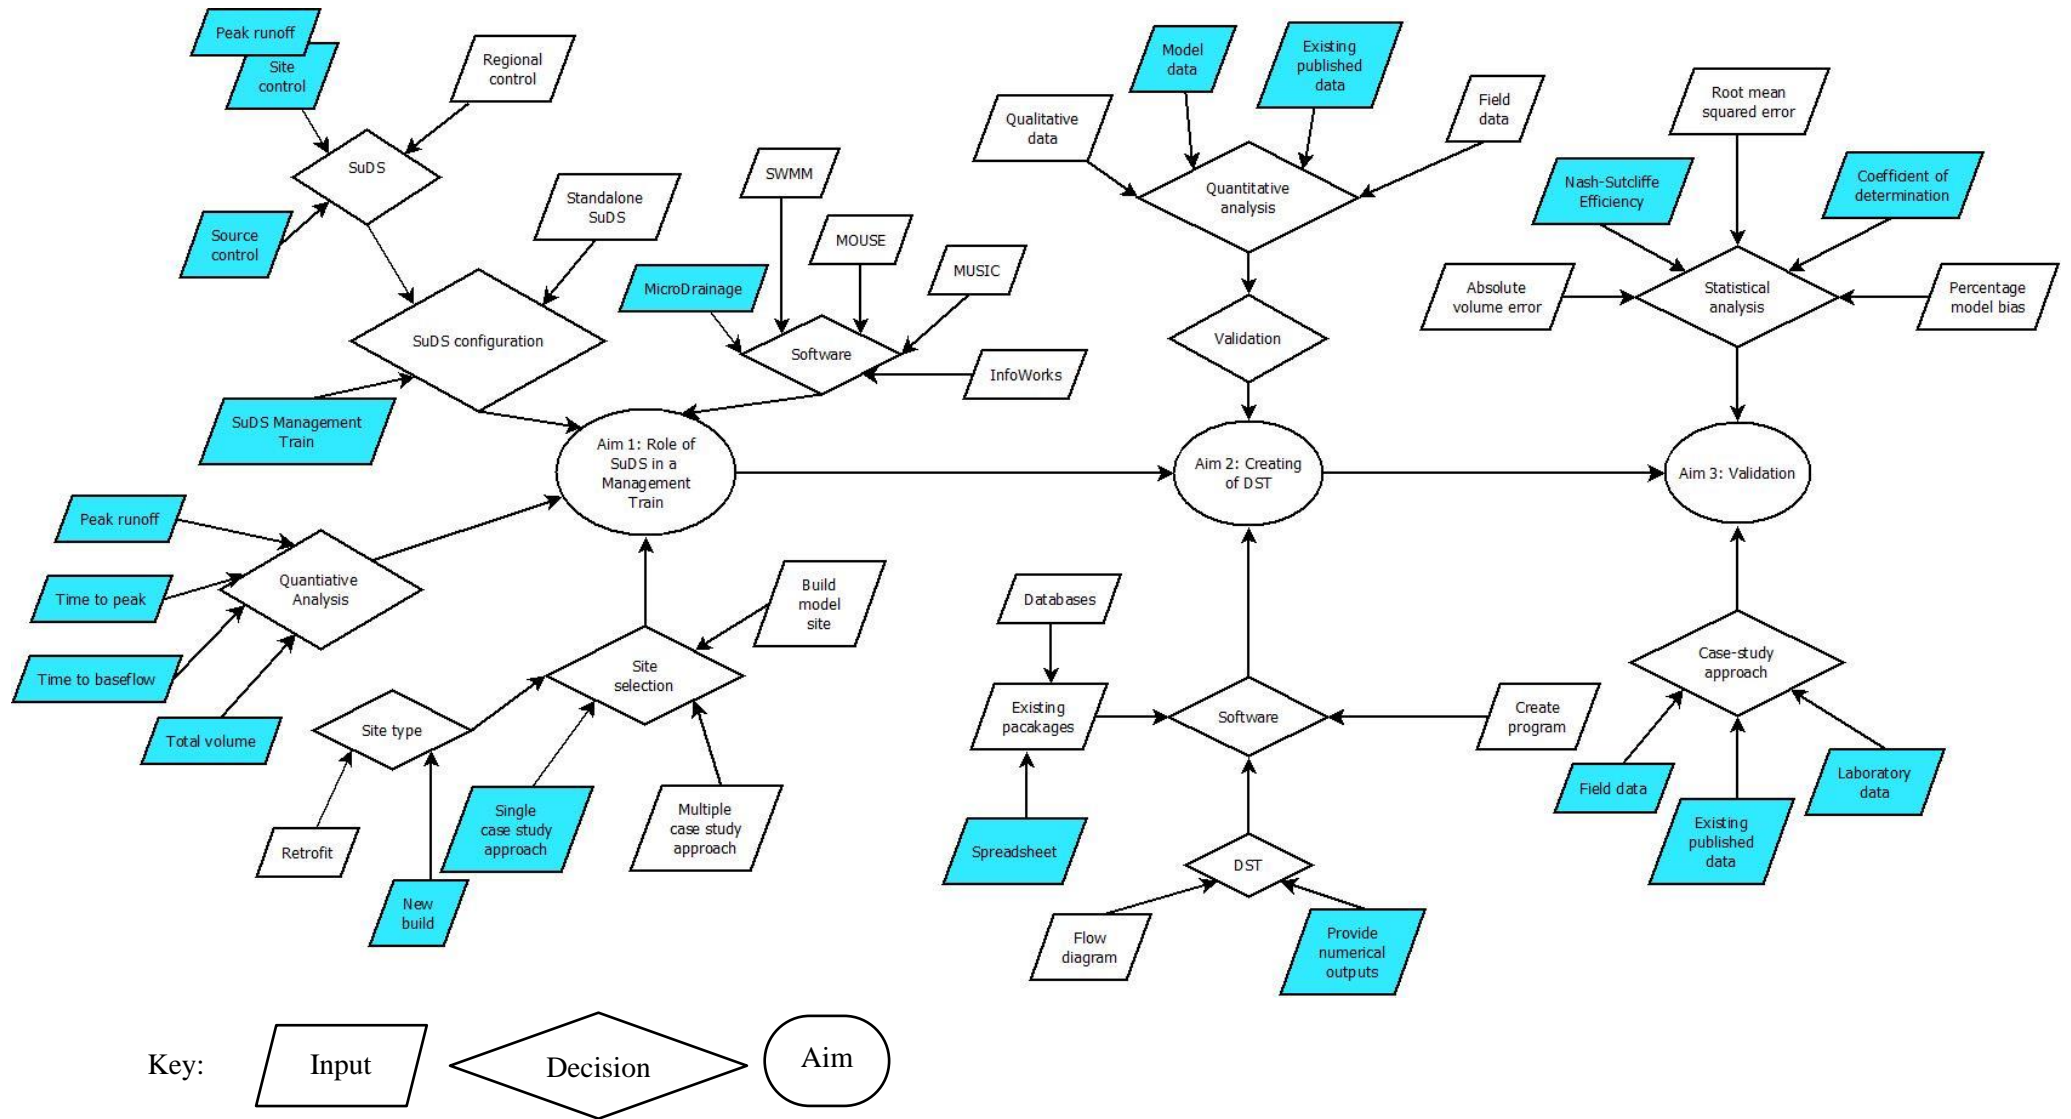 Peak runoff
Site
control
Regional
control
SuDS
Source
control
Standalone
SuDS
SuDS configuration
SuDS Management
Train
SWMM
MOUSE
MUSIC
MicroDrainage
Software
InfoWorks
Aim 1: Role of
SuDS in a
Management
Train
Peak runoff
Time to peak
Time to baseflow
Total volume
Quantiative
Analysis
Site type
Retrofit
New
build
Site
selection
Build
model
site
Single
case study
approach
Multiple
case study
approach
Qualitative
data
Model
data
Existing
published
data
Field
data
Quantitative
analysis
Validation
Aim 2: Creating
of DST
Databases
Existing
pacakages
Spreadsheet
Software
Create
program
DST
Flow
diagram
Provide
numerical
outputs
Root mean
squared error
Nash-Sutcliffe
Efficiency
Coefficient of
determination
Absolute
volume error
Statistical
analysis
Percentage
model bias
Aim 3: Validation
Case-study
approach
Field data
Existing
published
data
Laboratory
data
Key:
Input
Decision
Aim